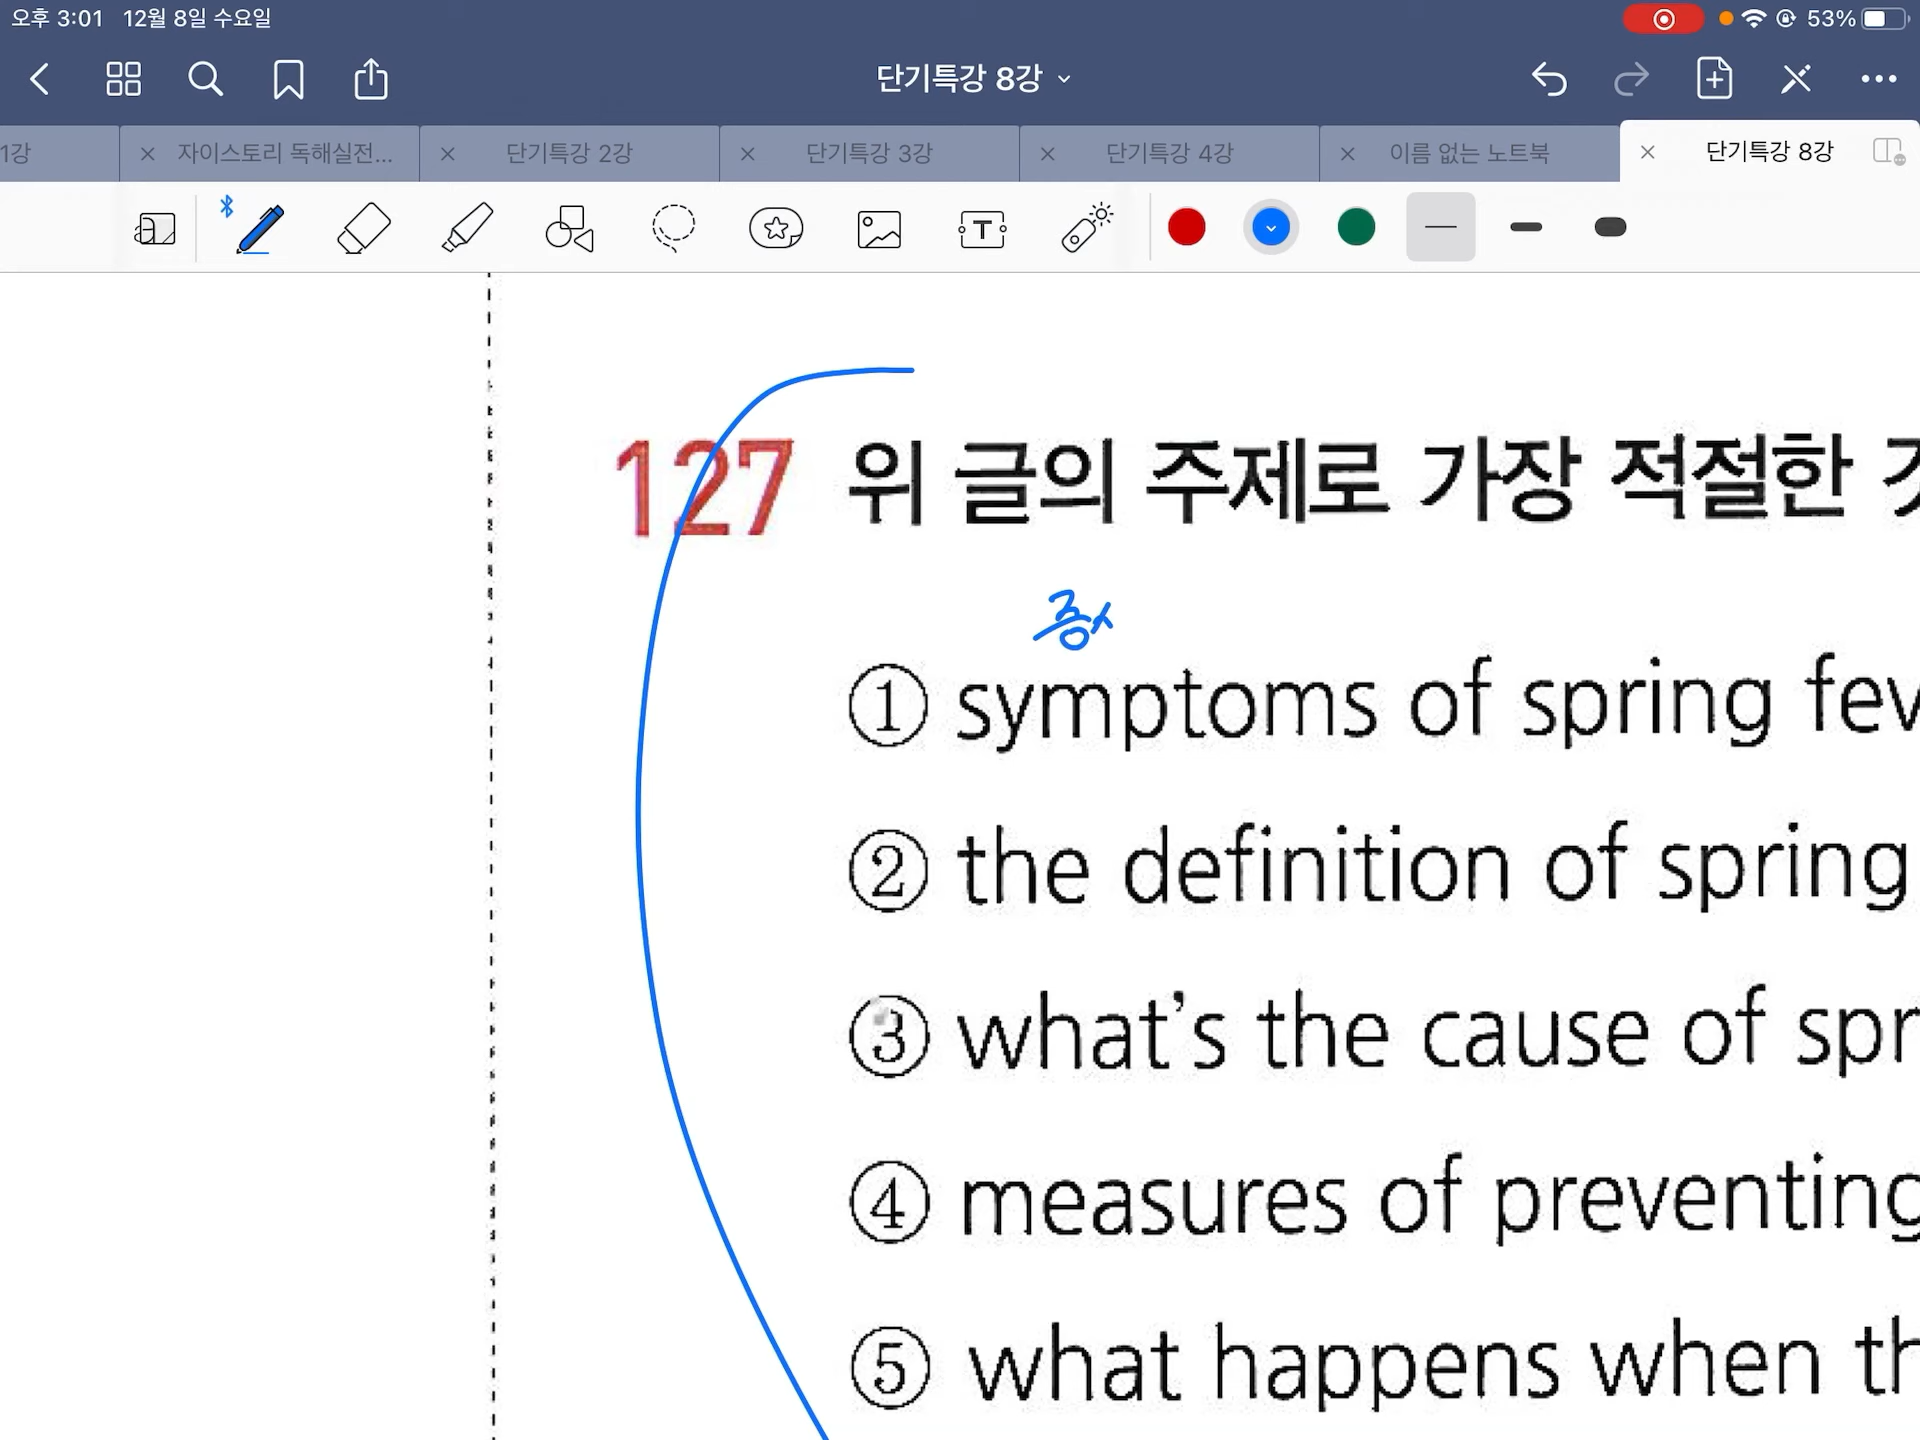 오후 3:01 12월 8일 수요일 53%
단기특강 8강
1강 자이스토리 독해실전... 단기특강 2강 단기특강 3강 단기특강 4강 이름 없는 노트북 단기특강 8강
127 위 글의 주제로 가장 적절한
① symptoms of spring fev
② the definition of spring
③ what's the cause of spr
④ measures of preventing
⑤ what happens when th